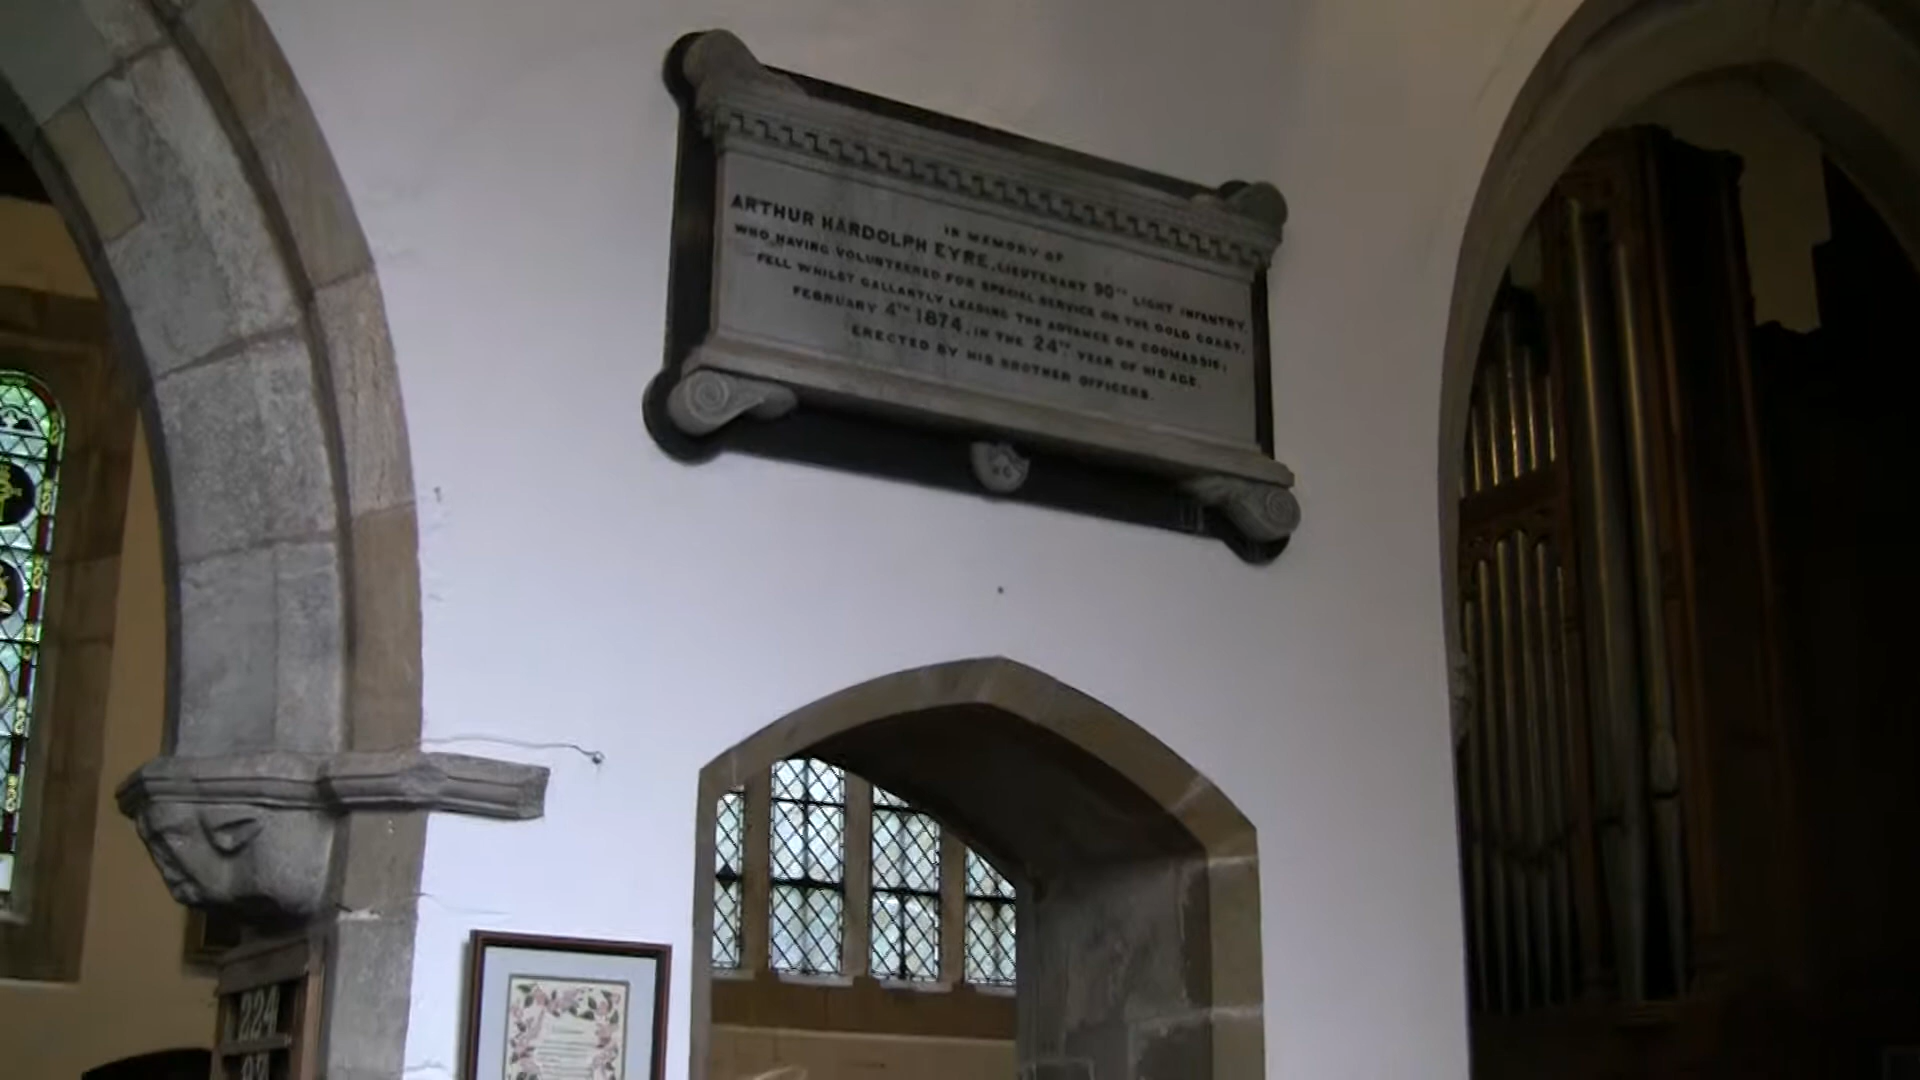 IN MEMORY OF
ARTHUR HARDOLPH EYRE, LIEUTENANT 90TH LIGHT INFANTRY,
WHO HAVING VOLUNTEERED FOR SPECIAL SERVICE ON THE GOLD COAST,
FELL WHILST GALLANTLY LEADING THE ADVANCE ON COOMASSIE;
FEBRUARY 4TH 1874, IN THE 24TH YEAR OF HIS AGE.
ERECTED BY HIS BROTHER OFFICERS.
224